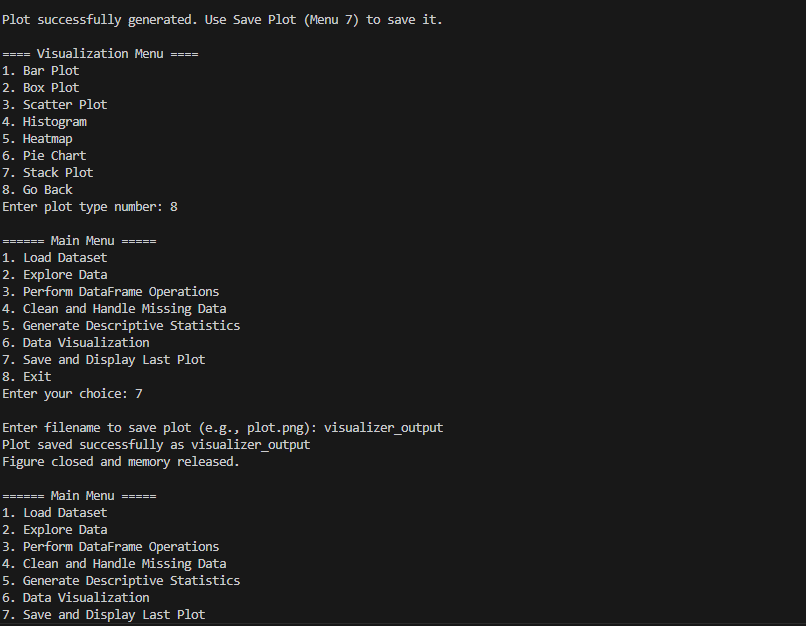 Plot successfully generated. Use Save Plot (Menu 7) to save it.
==== Visualization Menu ====
1. Bar Plot
2. Box Plot
3. Scatter Plot
4. Histogram
5. Heatmap
6. Pie Chart
7. Stack Plot
8. Go Back
Enter plot type number: 8
====== Main Menu =====
1. Load Dataset
2. Explore Data
3. Perform DataFrame Operations
4. Clean and Handle Missing Data
5. Generate Descriptive Statistics
6. Data Visualization
7. Save and Display Last Plot
8. Exit
Enter your choice: 7
Enter filename to save plot (e.g., plot.png): visualizer_output
Plot saved successfully as visualizer_output
Figure closed and memory released.
====== Main Menu =====
1. Load Dataset
2. Explore Data
3. Perform DataFrame Operations
4. Clean and Handle Missing Data
5. Generate Descriptive Statistics
6. Data Visualization
7. Save and Display Last Plot